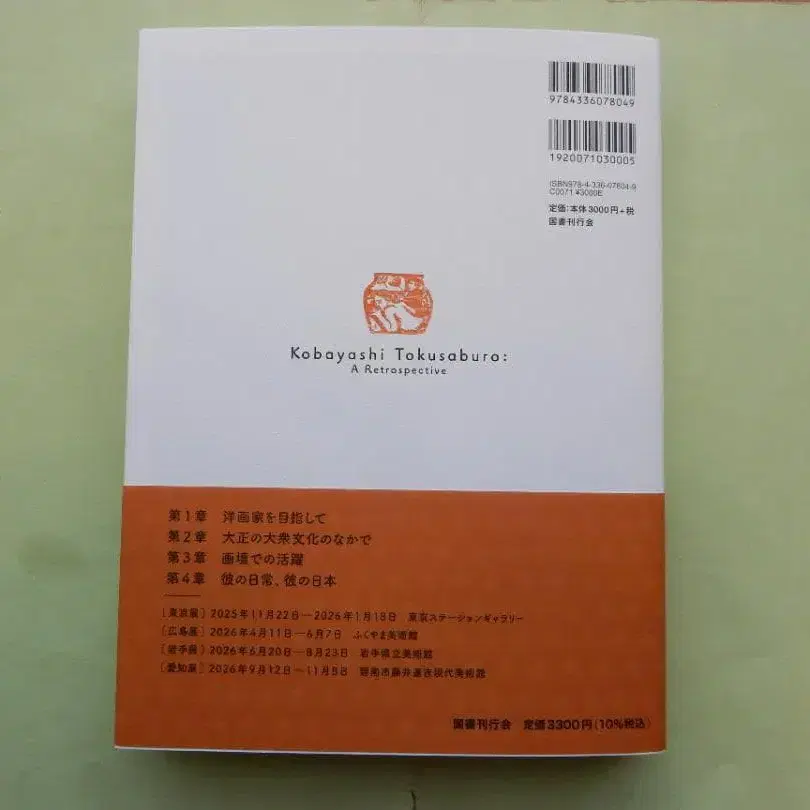 9784336078049
1920071030005
ISBN978-4-336-07804-9
C0071 ¥3000E
定価:本体3000円+税
国書刊行会
Kobayashi Tokusaburo:
A Retrospective
第1章 洋画家を目指して
第2章 大正の大衆文化のなかで
第3章 画壇での活躍
第4章 彼の日常、彼の日本
[東京展] 2025年11月22日—2026年1月18日 東京ステーションギャラリー
[広島展] 2026年4月11日—6月7日 ふくやま美術館
[岩手展] 2026年6月20日—8月23日 岩手県立美術館
[愛知展] 2026年9月12日—11月8日 碧南市藤井達吉現代美術館
国書刊行会 定価3300円(10%税込)